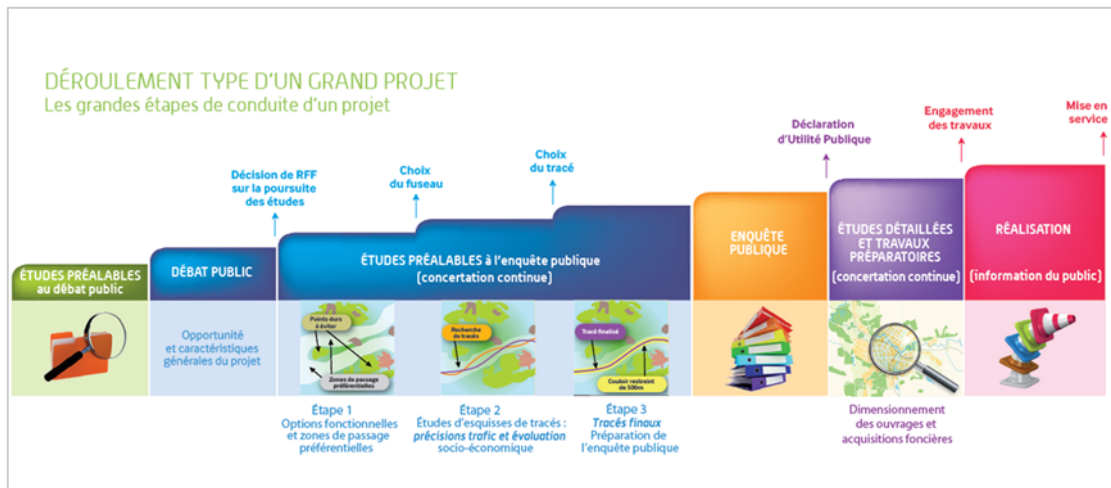 DÉROULEMENT TYPE D'UN GRAND PROJET
Les grandes étapes de conduite d'un projet
Décision de RFF
sur la poursuite
des études
Choix
du fuseau
Choix
du tracé
Déclaration
d'Utilité Publique
Engagement
des travaux
Mise en
service
ÉTUDES PRÉALABLES
au débat public
DÉBAT PUBLIC
ÉTUDES PRÉALABLES à l'enquête publique
(concertation continue)
ENQUÊTE
PUBLIQUE
ÉTUDES DÉTAILLÉES
ET TRAVAUX
PRÉPARATOIRES
(concertation continue)
RÉALISATION
(information du public)
Opportunité
et caractéristiques
générales du projet
Points durs
à éviter
Zones de passage
préférentielles
Recherche
de tracés
Tracé finalisé
Couloir restreint
de 500m
Étape 1
Options fonctionnelles
et zones de passage
préférentielles
Étape 2
Études d'esquisses de tracés :
précisions trafic et évaluation
socio-économique
Étape 3
Tracés finaux
Préparation de
l'enquête publique
Dimensionnement
des ouvrages et
acquisitions foncières